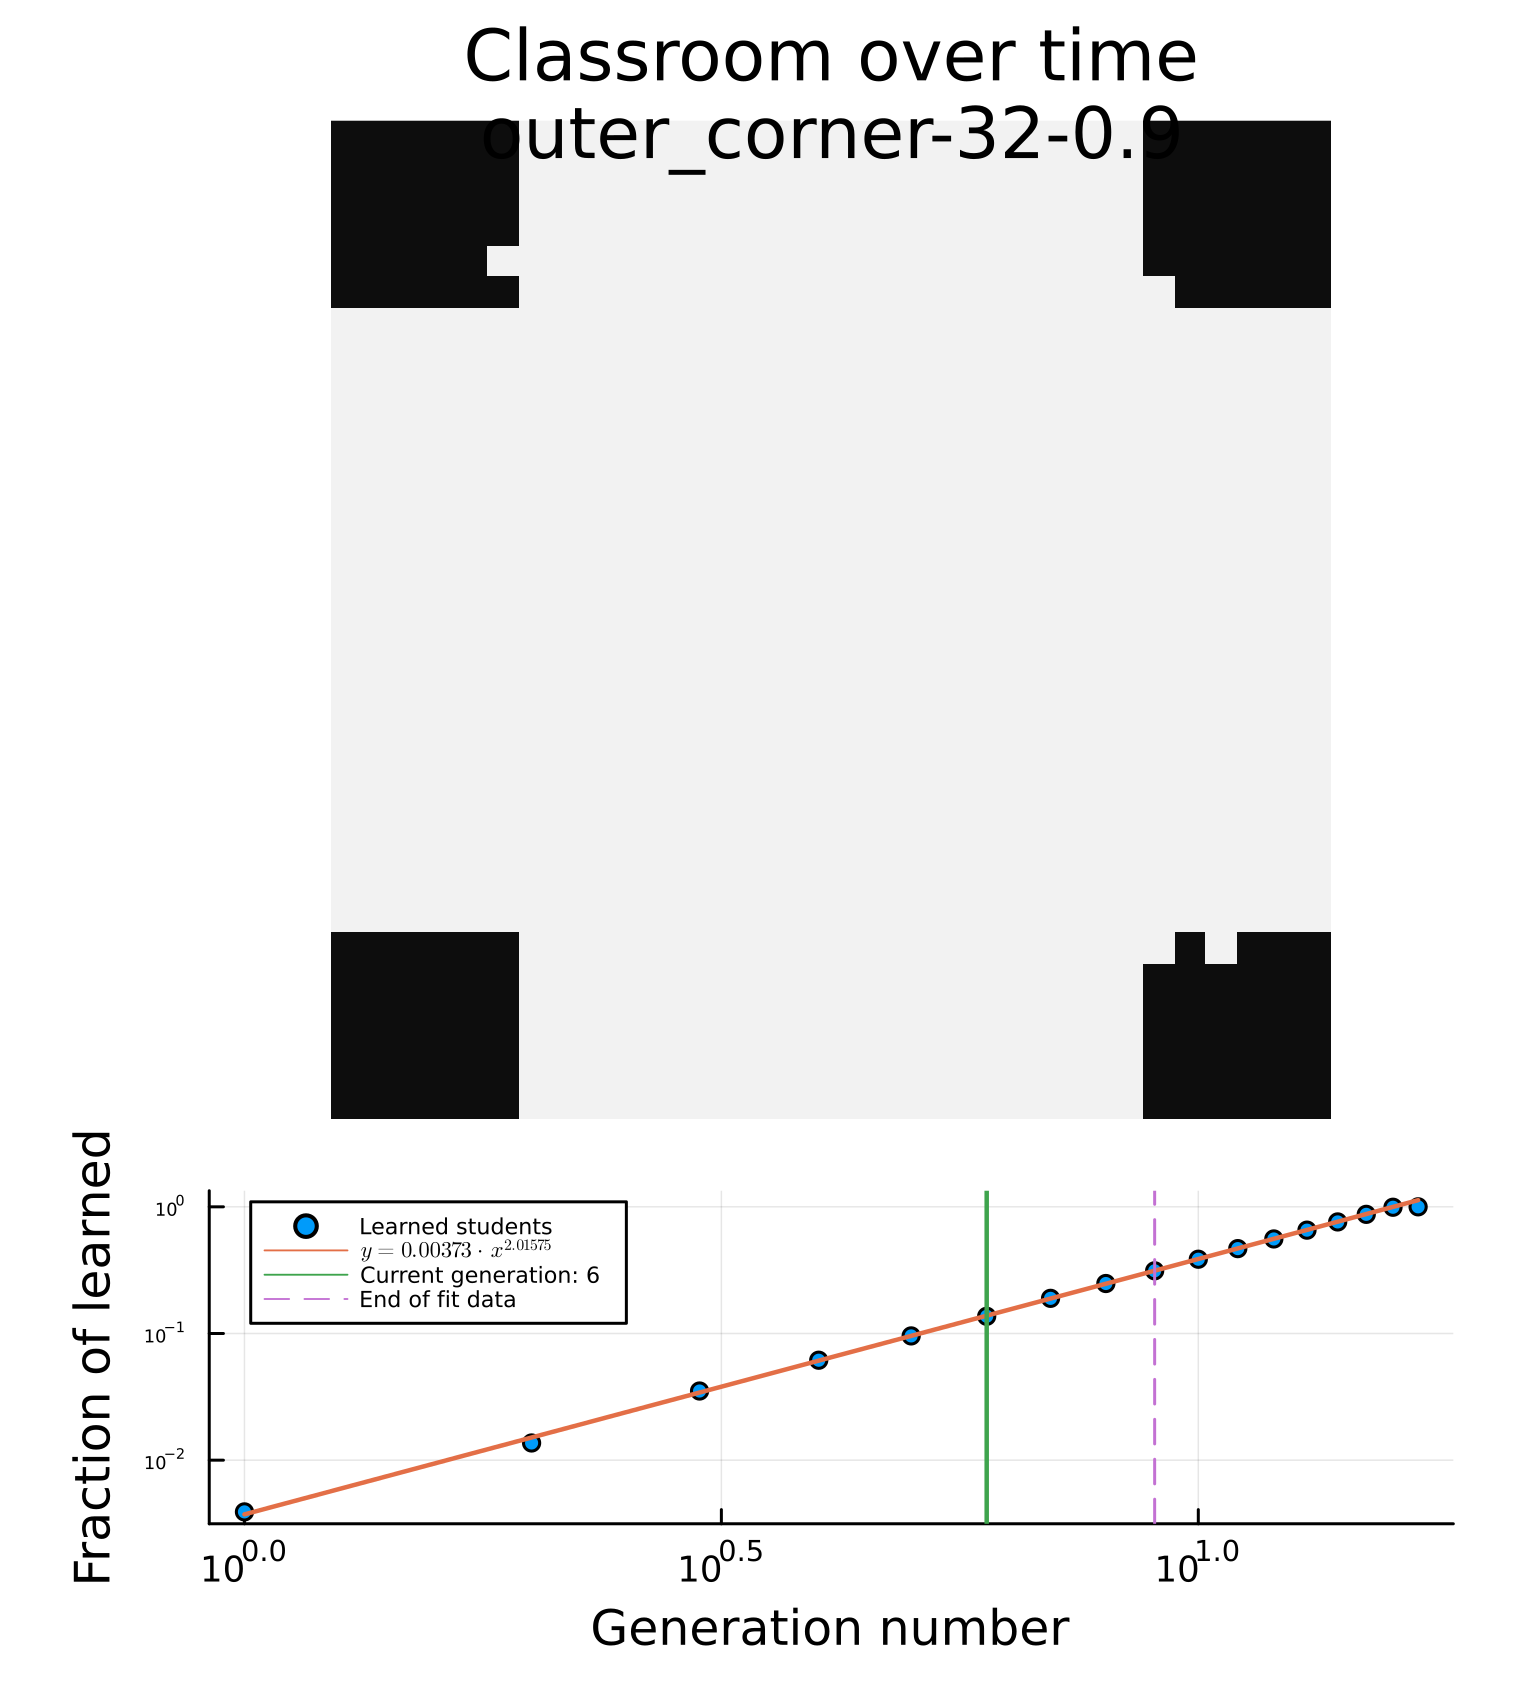 Classroom over time
outer_corner-32-0.9
Fraction of learned
10^0
10^-1
10^-2
Learned students
y = 0.00373 · x^2.01575
Current generation: 6
End of fit data
10^0.0
10^0.5
10^1.0
Generation number